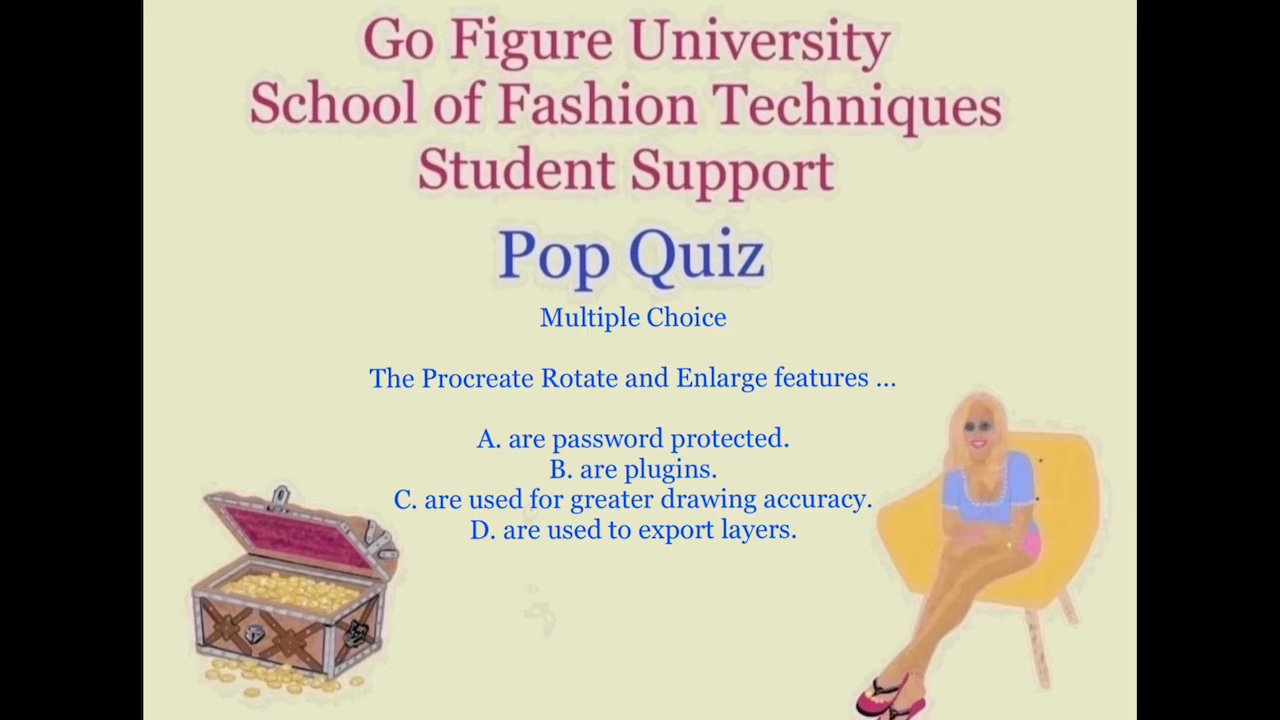 Go Figure University
School of Fashion Techniques
Student Support
Pop Quiz
Multiple Choice
The Procreate Rotate and Enlarge features ...
A. are password protected.
B. are plugins.
C. are used for greater drawing accuracy.
D. are used to export layers.